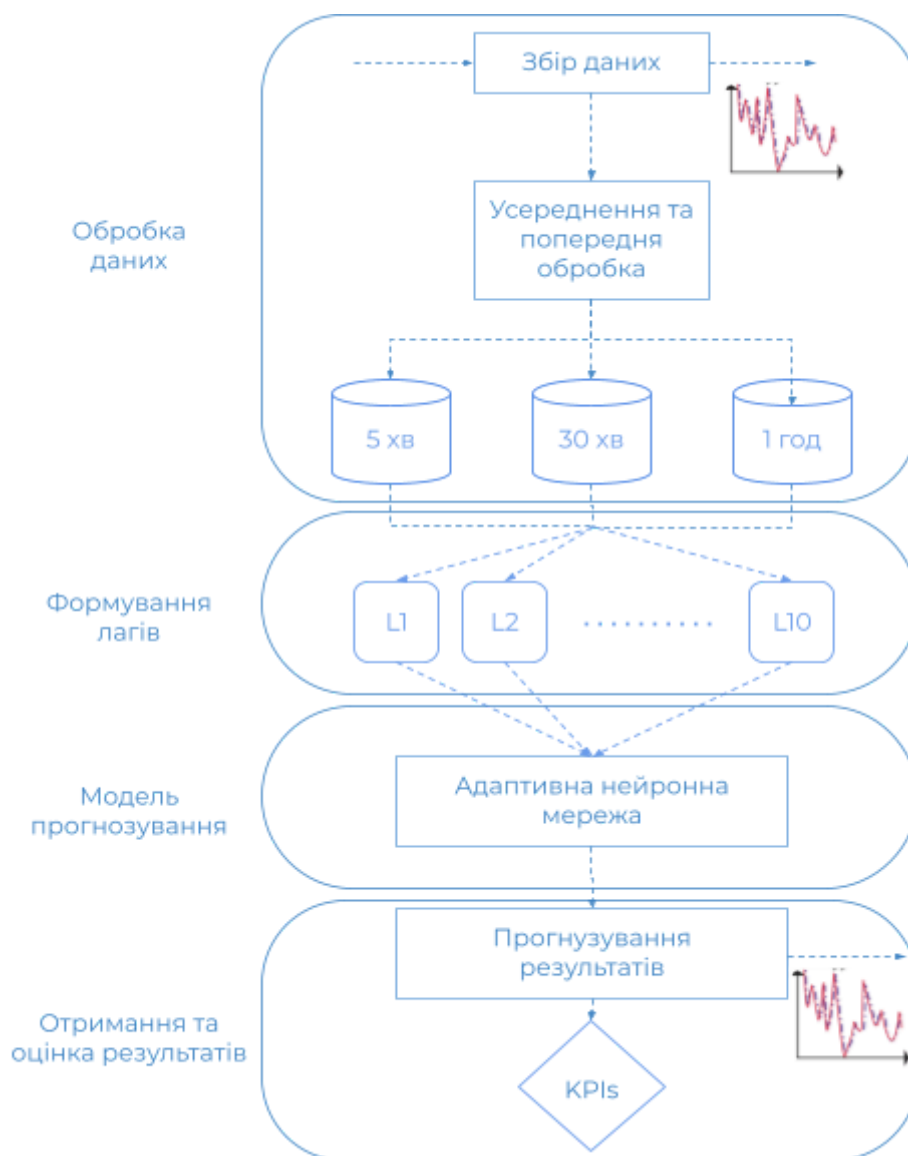 Збір даних
Усереднення та
попередня
обробка
Обробка
даних
5 хв
30 хв
1 год
Формування
лагів
L1
L2
L10
Модель
прогнозування
Адаптивна нейронна
мережа
Прогнузування
результатів
Отримання та
оцінка результатів
KPIs